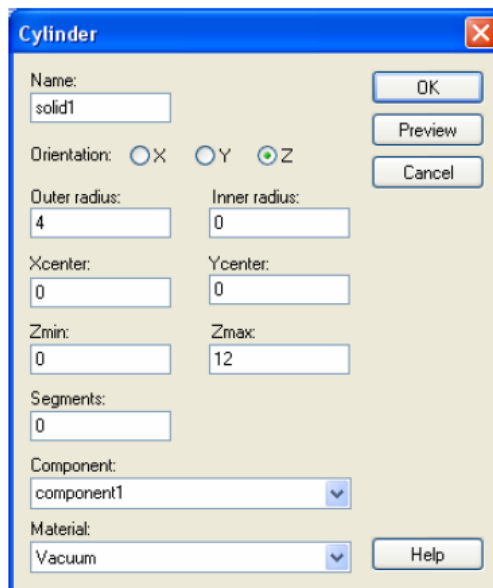 Cylinder
Name:
solid1
OK
Preview
Orientation: X Y Z
Cancel
Outer radius: Inner radius:
4 0
Xcenter: Ycenter:
0 0
Zmin: Zmax:
0 12
Segments:
0
Component:
component1
Material:
Vacuum
Help